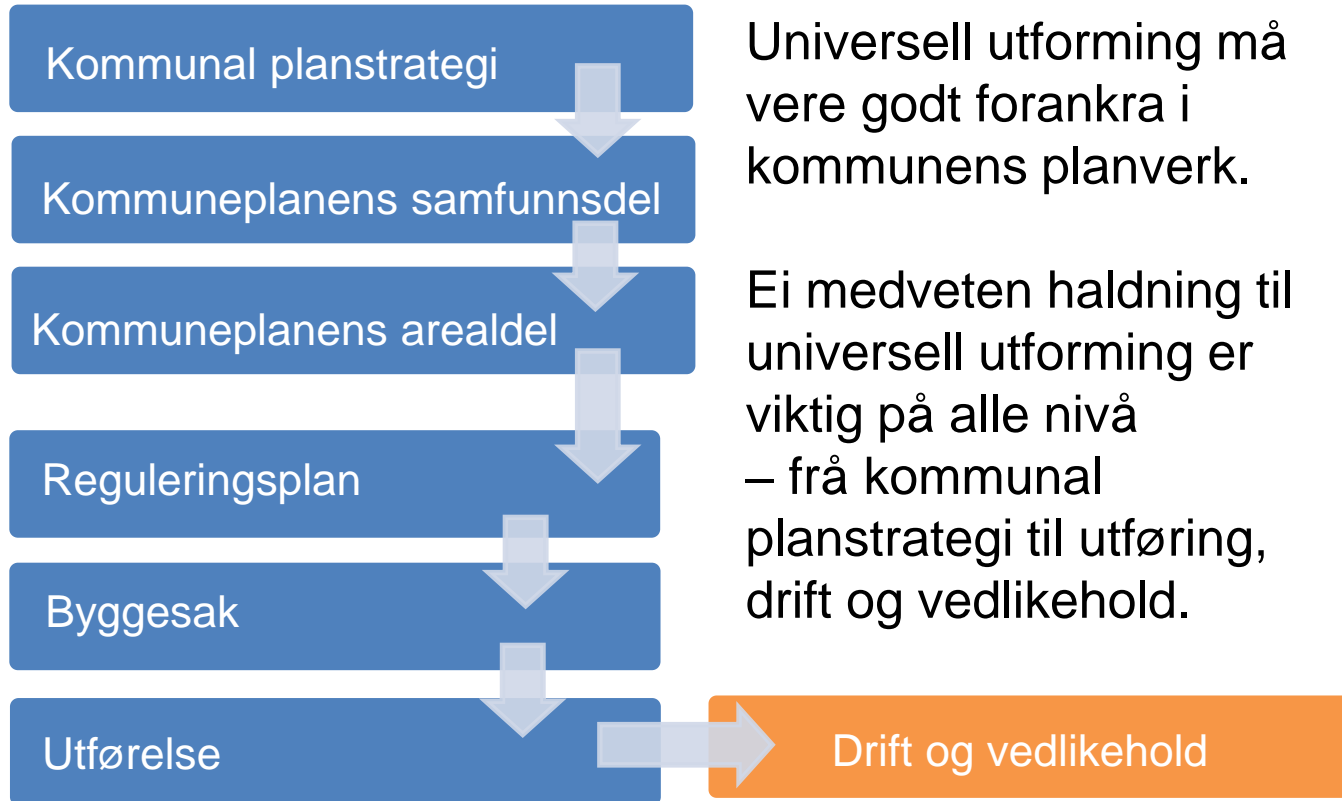 Kommunal planstrategi
Kommuneplanens samfunnsdel
Kommuneplanens arealdel
Reguleringsplan
Byggesak
Utførelse
Drift og vedlikehold
Universell utforming må
vere godt forankra i
kommunens planverk.
Ei medveten haldning til
universell utforming er
viktig på alle nivå
– frå kommunal
planstrategi til utføring,
drift og vedlikehold.